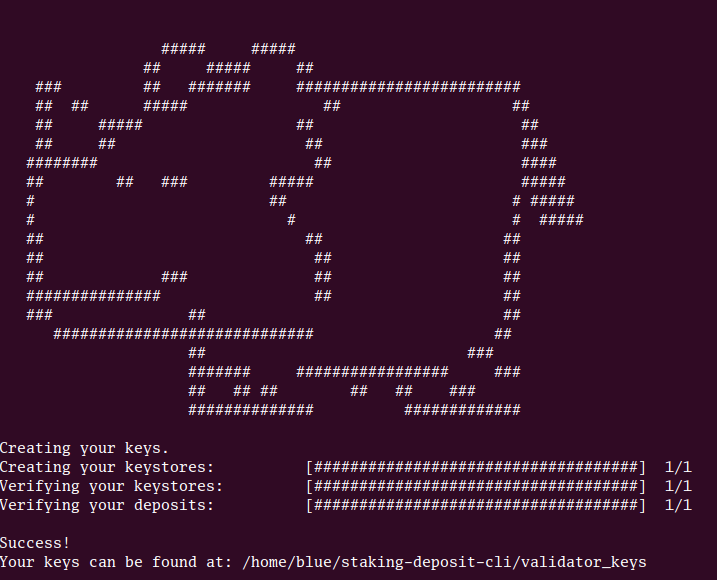 Creating your keys.
Creating your keystores: [####################################] 1/1
Verifying your keystores: [####################################] 1/1
Verifying your deposits: [####################################] 1/1
Success!
Your keys can be found at: /home/blue/staking-deposit-cli/validator_keys